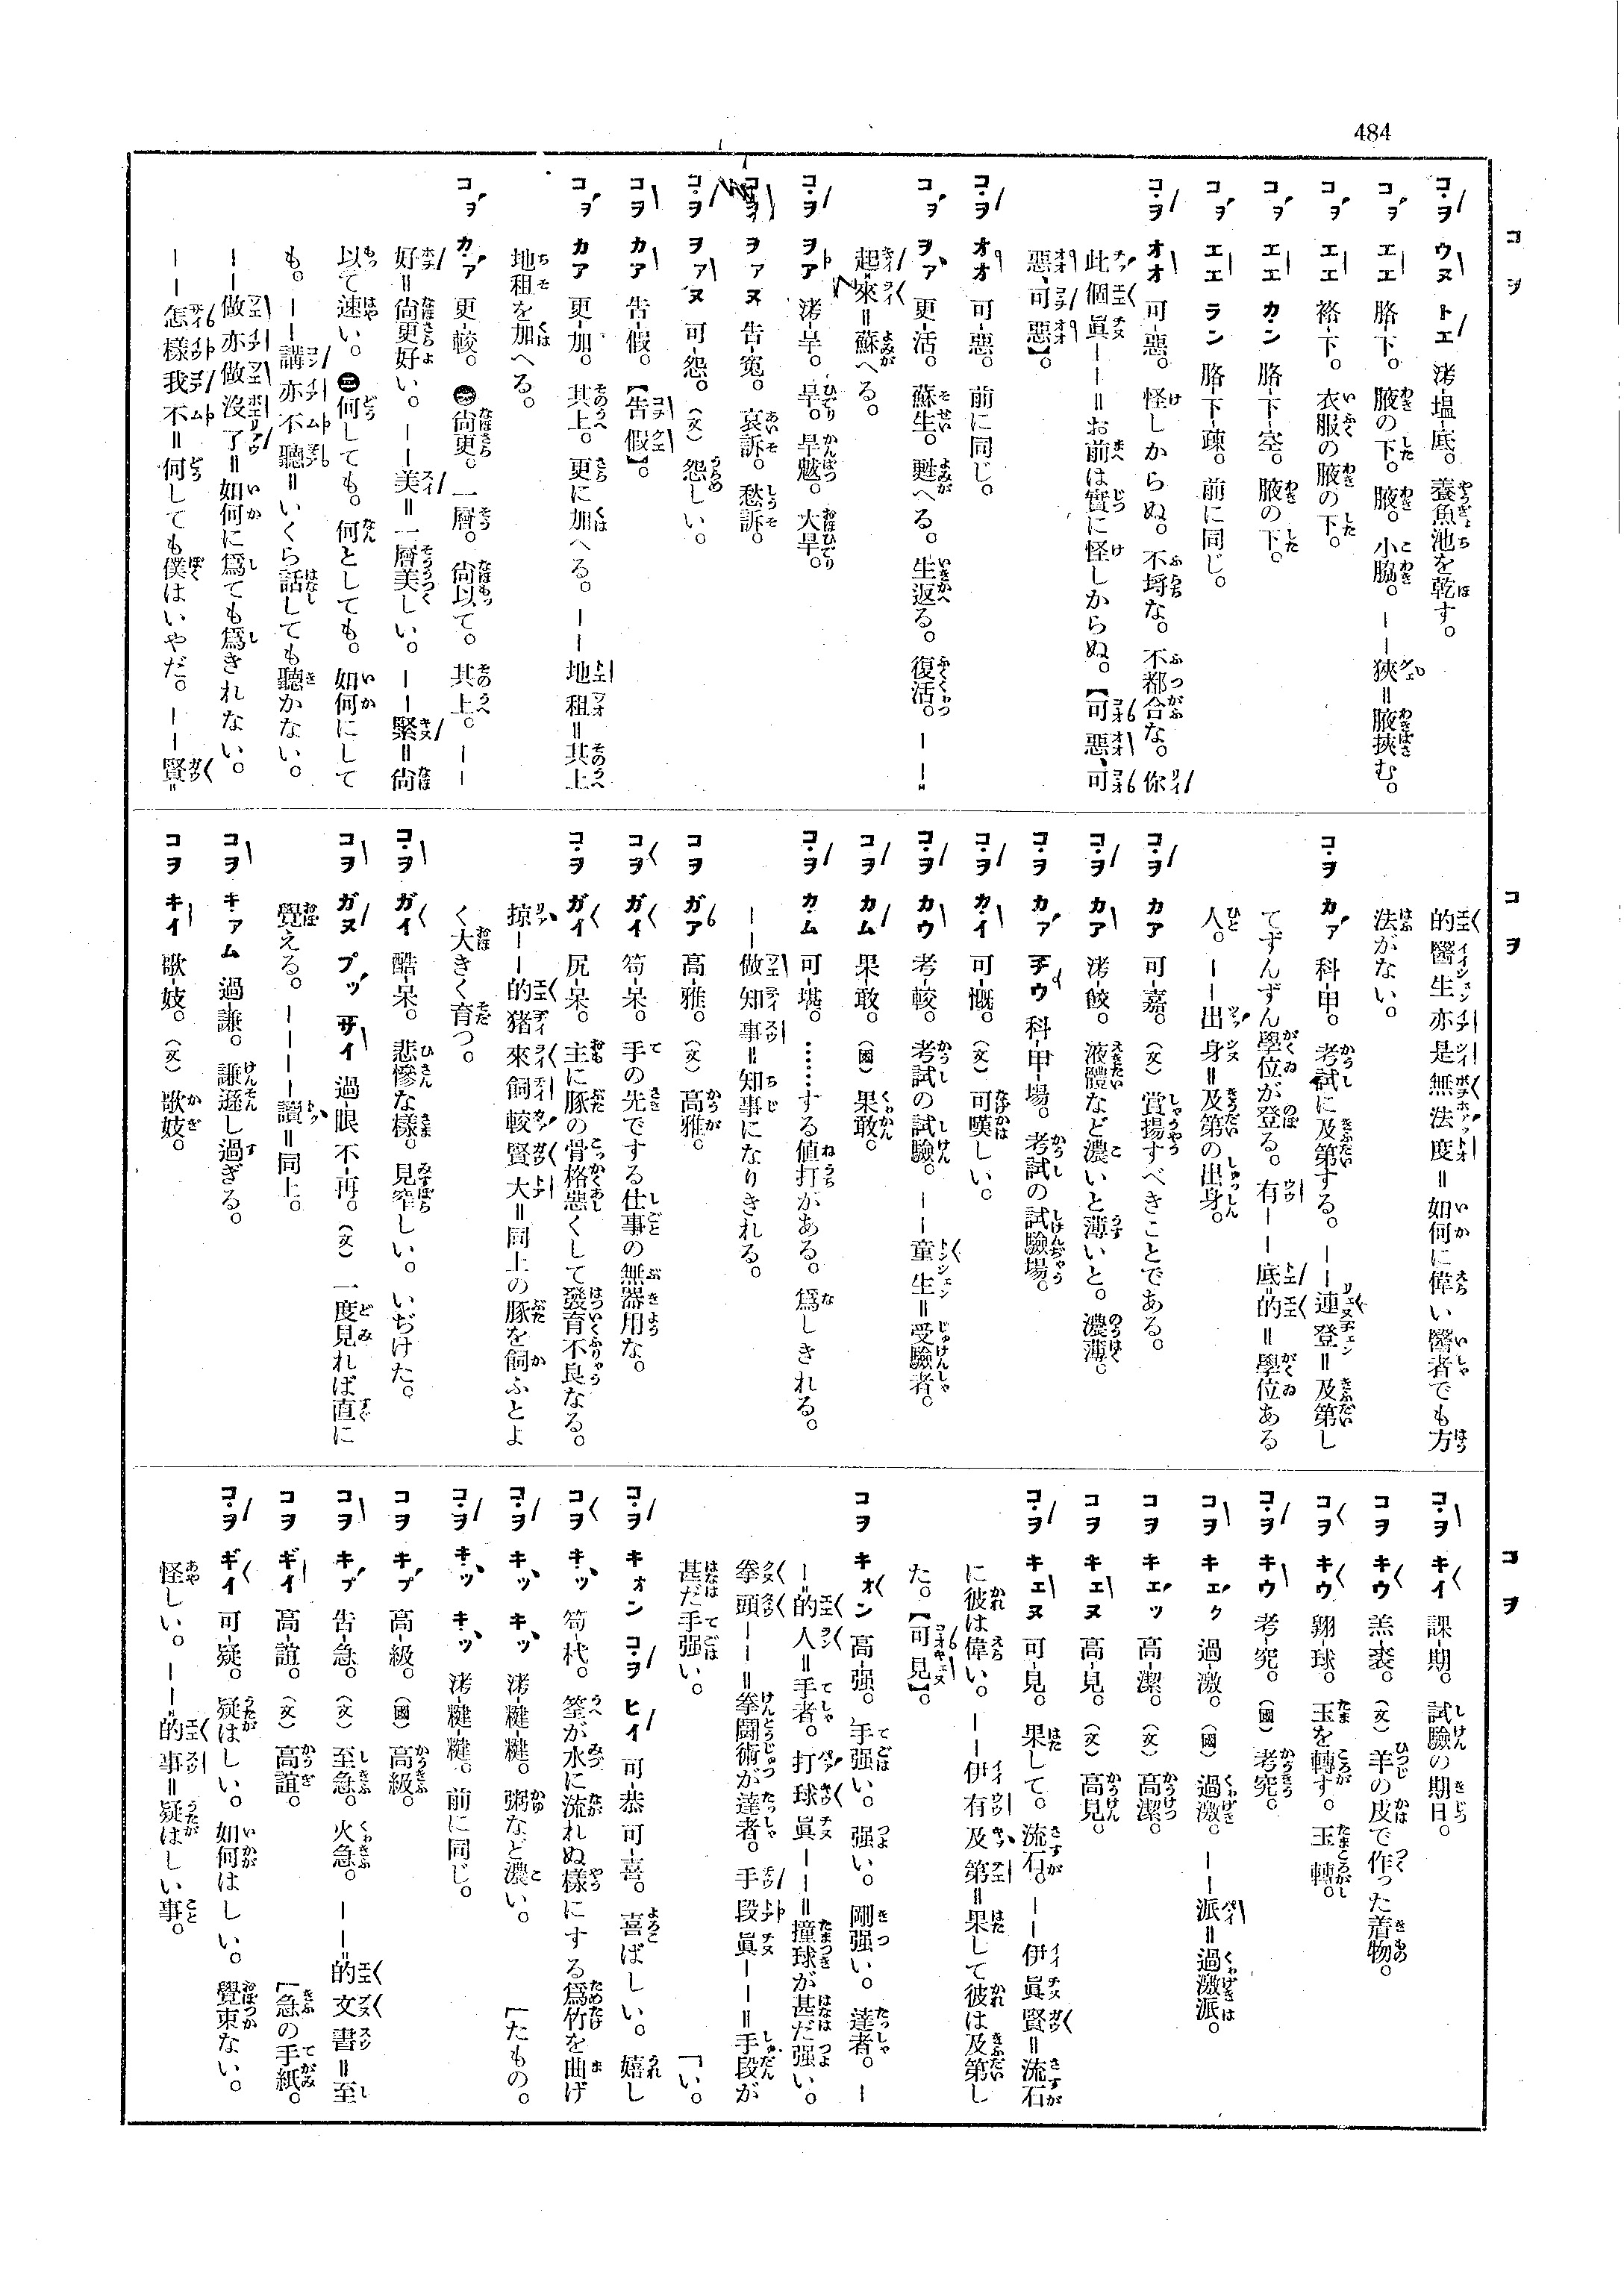 484
コヲ
コヲ ウヌ トエ 渚-塭-底。養魚池を乾す。
コヲ エエ 胳-下。腋の下。腋。小脇。——狹=腋挾む。
コヲ エエ 袼-下。衣服の腋の下。
コヲ エエ カン 胳-下-空。腋の下。
コヲ エエ ラン 胳-下-疎。前に同じ。
コヲ オオ 可-惡。怪しからぬ。不埒な。不都合な。你
此個眞——=お前は實に怪しからぬ。【可惡、可
惡、可惡】。
コヲ オオ 可-惡。前に同じ。
コヲ ヲァ 更-活。蘇生。甦へる。生返る。復活。——=
起來=蘇へる。
コヲ ヲァ 渚-旱。旱。旱魃。大旱。
コヲ ヲァヌ 告-寃。哀訴。愁訴。
コヲ ヲァヌ 可-怨。(文)怨しい。
コヲ カァ 告-假。【告假】。
コヲ カア 更-加。其上。更に加へる。——地租=其上
地租を加へる。
コヲ カァ 更-較。㊁尙更。一層。尙以て。其上。——
好=尙更好い。——美=一層美しい。——緊=尙
以て速い。㊂何しても。何としても。如何にして
も。——講亦不聽=いくら話しても聽かない。
——做亦做沒了=如何に爲ても爲きれない。
——怎樣我不=何しても僕はいやだ。——賢=
コヲ
的醫生亦是無法度=如何に偉い醫者でも方
法がない。
コヲ カァ 科-甲。考試に及第する。——連登=及第し
てずんずん學位が登る。有——底=的=學位ある
人。——出身=及第の出身。
コヲ カア 可-嘉。(文)賞揚すべきことである。
コヲ カア 渚-餃。液體など濃いと薄いと。濃薄。
コヲ カァ チウ 科-甲-場。考試の試驗場。
コヲ カイ 可-慨。(文)可嘆しい。
コヲ カウ 考-較。考試の試驗。——童生=受驗者。
コヲ カム 果-敢。(國)果敢。
コヲ カム 可-堪。……する値打がある。爲しきれる。
——做知事=知事になりきれる。
コヲ ガア 高-雅。(文)高雅。
コヲ ガイ 笱-呆。手の先でする仕事の無器用な。
コヲ ガイ 尻-呆。主に豚の骨格惡くして發育不良なる。
掠——的猪來飼較賢大=同上の豚を飼ふとよ
く大きく育つ。
コヲ ガイ 酷-呆。悲慘な樣。見窄しい。いぢけた。
コヲ ガヌ プッ サイ 過眼不-再。(文)一度見れば直に
覺える。————讀=同上。
コヲ キァム 過謙。謙遜し過ぎる。
コヲ キイ 歌-妓。(文)歌妓。
コヲ
コヲ キイ 課-期。試驗の期日。
コヲ キウ 羔-裘。(文)羊の皮で作った着物。
コヲ キウ 翱-球。玉を轉す。玉轉。
コヲ キウ 考-究。(國)考究。
コヲ キェク 過-激。(國)過激。——派=過激派。
コヲ キェッ 高-潔。(文)高潔。
コヲ キェヌ 高-見。(文)高見。
コヲ キェヌ 可-見。果して。流石。——伊眞賢=流石
に彼は偉い。——伊有及第=果して彼は及第し
た。【可見】。
コヲ キォン 高-强。手强い。强い。剛强い。達者。—
—=的人=手者。打球眞——=撞球が甚だ强い。
拳頭——=拳鬪術が達者。手段眞——=手段が
甚だ手强い。 「い。
コヲ キォン コヲ ヒイ 可-恭可-喜。喜ばしい。嬉し
コヲ キッ 笱-杙。筌が水に流れぬ樣にする爲竹を曲げ
コヲ キッ キッ 渚-糪-糪。粥など濃い。 「たもの。
コヲ キッ キッ 渚-糪-糪。前に同じ。
コヲ キプ 高-級。(國)高級。
コヲ キプ 告-急。(文)至急。火急。——=的文書=至
コヲ ギイ 高-誼。(文)高誼。 「急の手紙。
コヲ ギイ 可-疑。疑はしい。如何はしい。覺東ない。
怪しい。——=的事=疑はしい事。